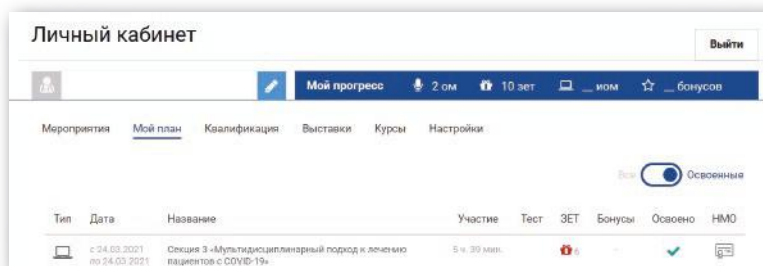 Личный кабинет
Выйти
Мой прогресс 2 ом 10 зет __ иом __ бонусов
Мероприятия Мой план Квалификация Выставки Курсы Настройки
Все Освоенные
Тип Дата Название Участие Тест ЗЕТ Бонусы Освоено НМО
с 24.03.2021 Секция 3 «Мультидисциплинарный подход к лечению 5 ч. 39 мин. 6 -
по 24.03.2021 пациентов с COVID-19»